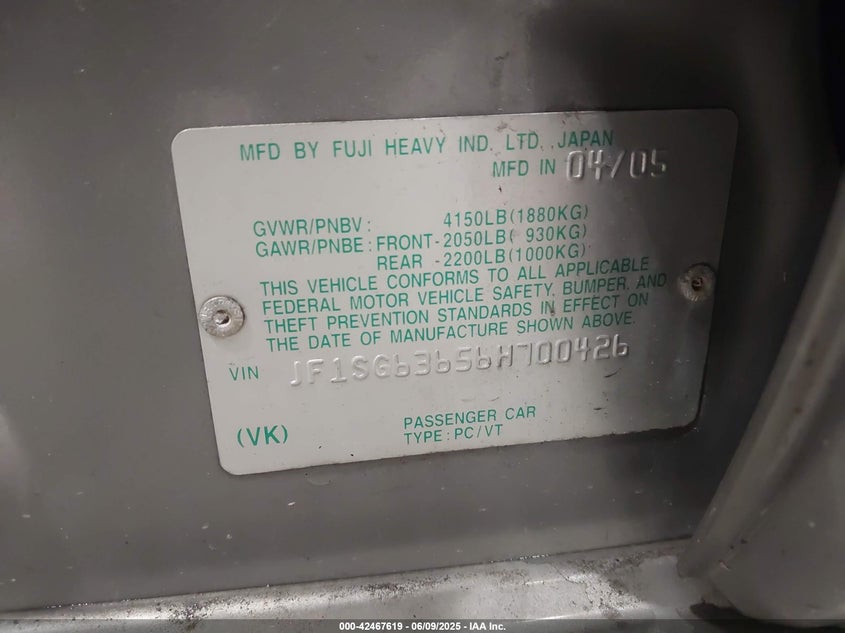 MFD BY FUJI HEAVY IND. LTD. JAPAN
MFD IN 04/05
GVWR/PNBV: 4150LB(1880KG)
GAWR/PNBE: FRONT-2050LB( 930KG)
REAR -2200LB(1000KG)
THIS VEHICLE CONFORMS TO ALL APPLICABLE
FEDERAL MOTOR VEHICLE SAFETY, BUMPER, AND
THEFT PREVENTION STANDARDS IN EFFECT ON
THE DATE OF MANUFACTURE SHOWN ABOVE.
VIN JF1SG63656H700426
(VK)
PASSENGER CAR
TYPE: PC/VT
000-42467619 - 06/09/2025 - IAA Inc.